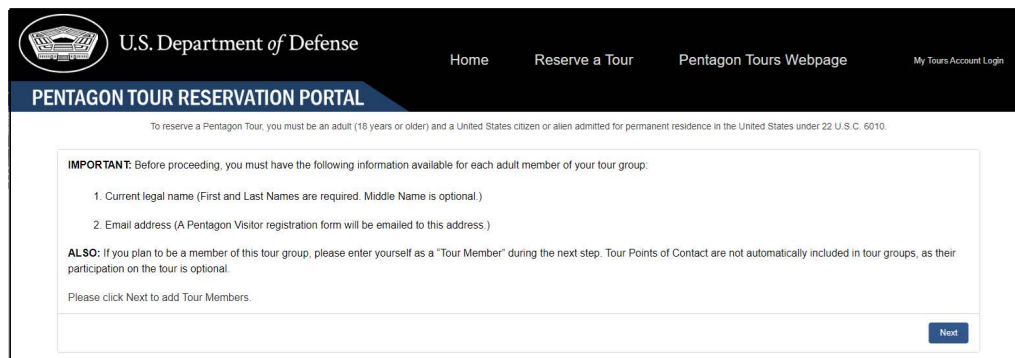 U.S. Department of Defense
Home Reserve a Tour Pentagon Tours Webpage My Tours Account Login
PENTAGON TOUR RESERVATION PORTAL
To reserve a Pentagon Tour, you must be an adult (18 years or older) and a United States citizen or alien admitted for permanent residence in the United States under 22 U.S.C. 6010.
IMPORTANT: Before proceeding, you must have the following information available for each adult member of your tour group:
1. Current legal name (First and Last Names are required. Middle Name is optional.)
2. Email address (A Pentagon Visitor registration form will be emailed to this address.)
ALSO: If you plan to be a member of this tour group, please enter yourself as a “Tour Member” during the next step. Tour Points of Contact are not automatically included in tour groups, as their
participation on the tour is optional.
Please click Next to add Tour Members.
Next